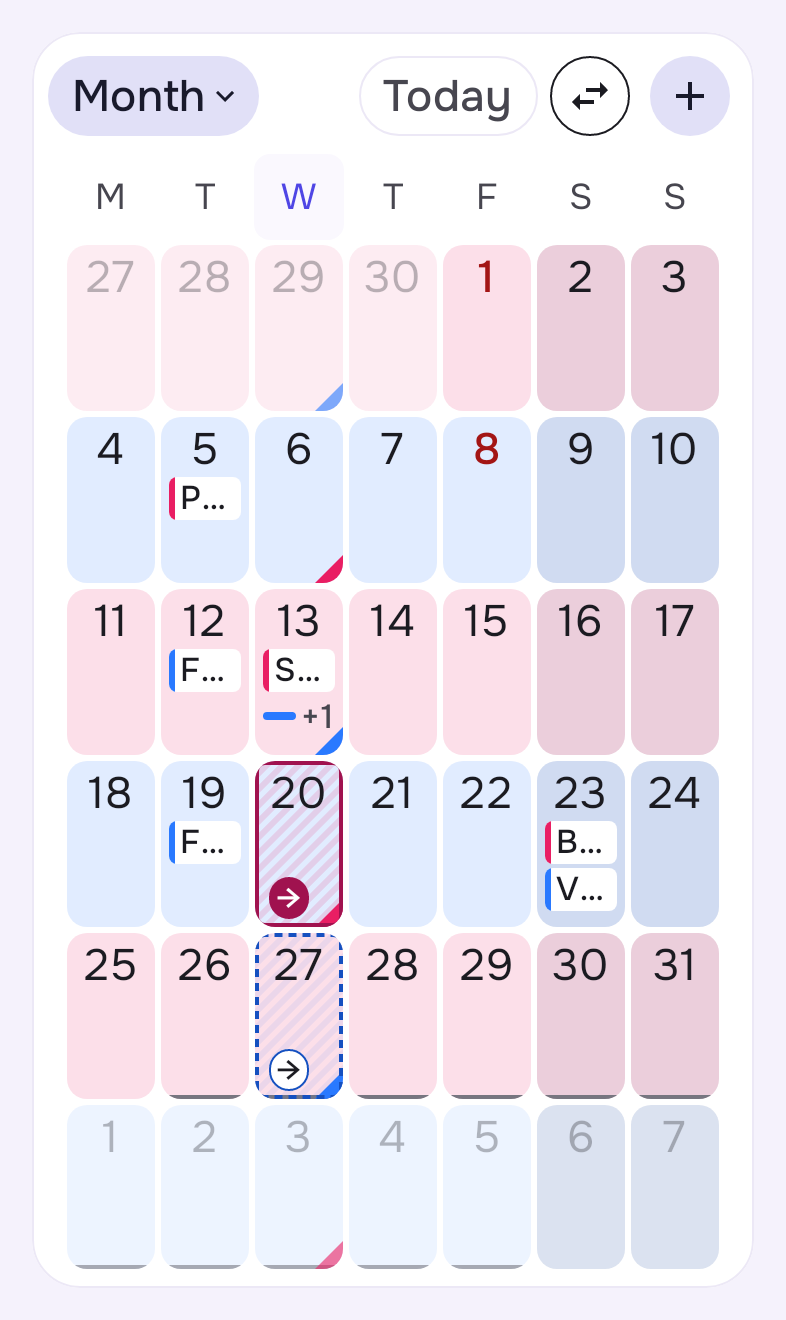 Month Today
M T W T F S S
27 28 29 30 1 2 3
4 5 6 7 8 9 10
P...
11 12 13 14 15 16 17
F... S...
+1
18 19 20 21 22 23 24
F... B...
V...
25 26 27 28 29 30 31
1 2 3 4 5 6 7